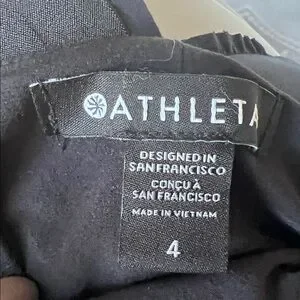 ATHLETA
DESIGNED IN
SAN FRANCISCO
CONÇU À
SAN FRANCISCO
MADE IN VIETNAM
4